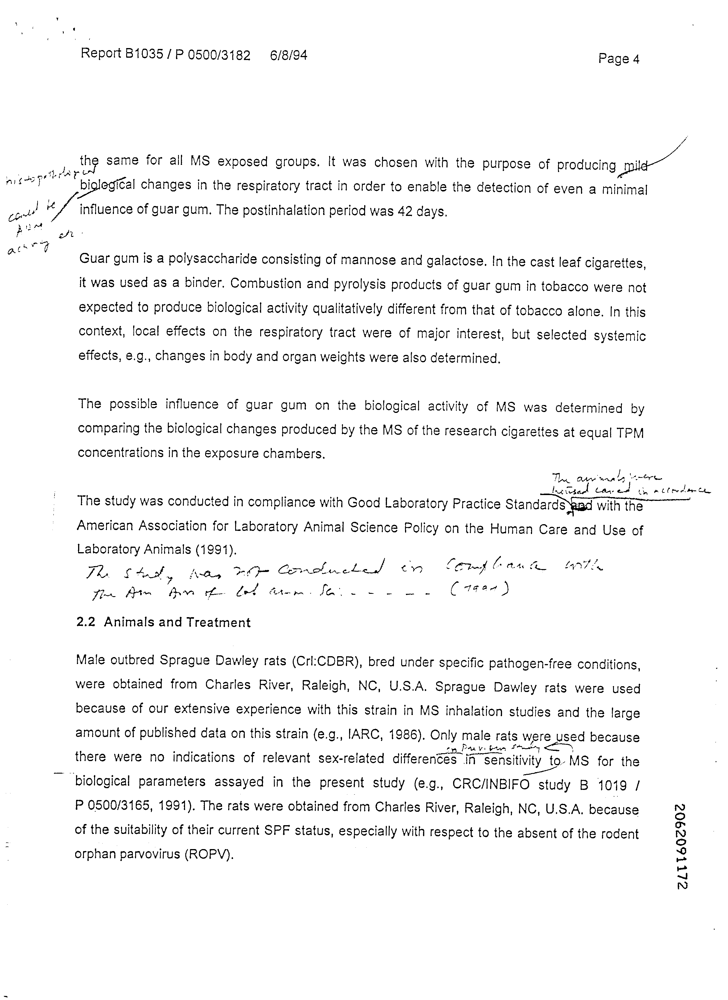 Report B1035 / P 0500/3182 6/8/94
Page 4
the same for all MS exposed groups. It was chosen with the purpose of producing mild
histopathological
biological changes in the respiratory tract in order to enable the detection of even a minimal
could be
influence of guar gum. The postinhalation period was 42 days.
etc.
Guar gum is a polysaccharide consisting of mannose and galactose. In the cast leaf cigarettes,
it was used as a binder. Combustion and pyrolysis products of guar gum in tobacco were not
expected to produce biological activity qualitatively different from that of tobacco alone. In this
context, local effects on the respiratory tract were of major interest, but selected systemic
effects, e.g., changes in body and organ weights were also determined.
The possible influence of guar gum on the biological activity of MS was determined by
comparing the biological changes produced by the MS of the research cigarettes at equal TPM
concentrations in the exposure chambers.
The animals were
housed cared in accordance
The study was conducted in compliance with Good Laboratory Practice Standards and with the
American Association for Laboratory Animal Science Policy on the Human Care and Use of
Laboratory Animals (1991).
The study was not conducted in compliance with
the Am Ass of Lab anim. Sci - - - - - -
2.2 Animals and Treatment
Male outbred Sprague Dawley rats (Crl:CDBR), bred under specific pathogen-free conditions,
were obtained from Charles River, Raleigh, NC, U.S.A. Sprague Dawley rats were used
because of our extensive experience with this strain in MS inhalation studies and the large
amount of published data on this strain (e.g., IARC, 1986). Only male rats were used because
in previous study
there were no indications of relevant sex-related differences in sensitivity to MS for the
biological parameters assayed in the present study (e.g., CRC/INBIFO study B 1019 /
P 0500/3165, 1991). The rats were obtained from Charles River, Raleigh, NC, U.S.A. because
of the suitability of their current SPF status, especially with respect to the absent of the rodent
orphan parvovirus (ROPV).
2062091172